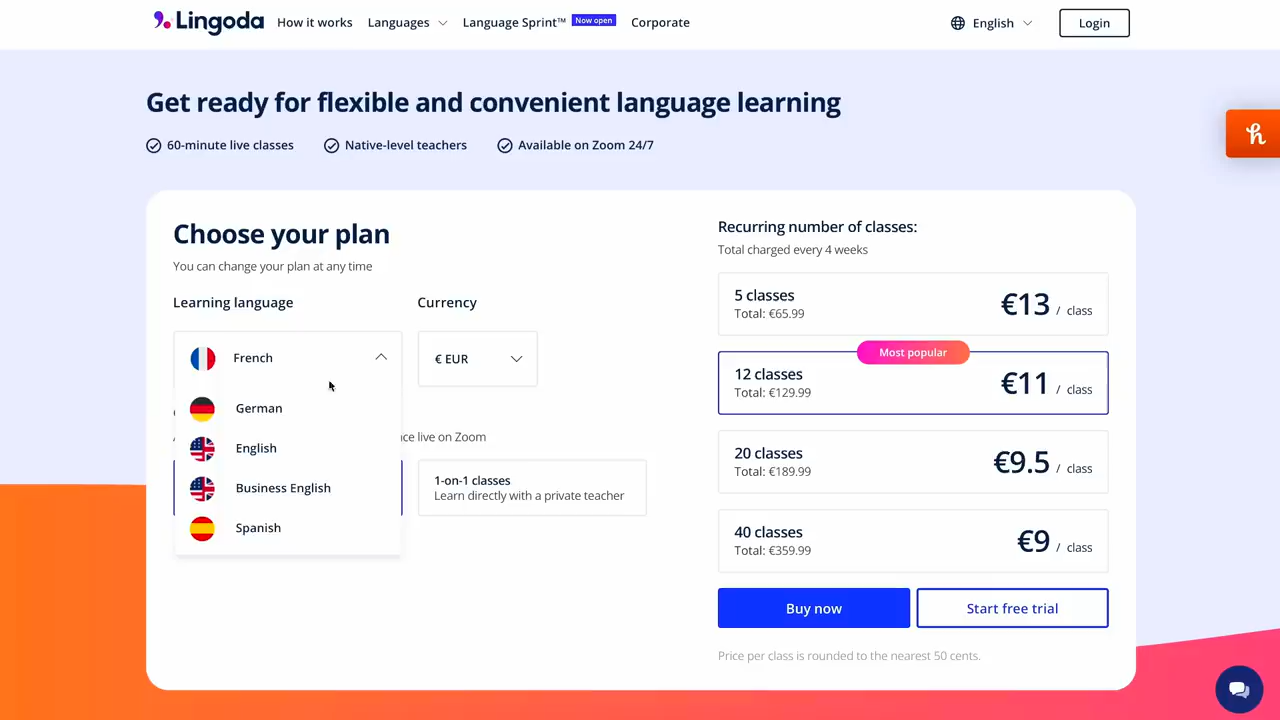 Lingoda
How it works
Languages
Language Sprint™ Now open
Corporate
English
Login
Get ready for flexible and convenient language learning
60-minute live classes
Native-level teachers
Available on Zoom 24/7
Choose your plan
You can change your plan at any time
Learning language
Currency
French
€ EUR
German
English
Business English
Spanish
ce live on Zoom
1-on-1 classes
Learn directly with a private teacher
Recurring number of classes:
Total charged every 4 weeks
5 classes
Total: €65.99
€13 / class
Most popular
12 classes
Total: €129.99
€11 / class
20 classes
Total: €189.99
€9.5 / class
40 classes
Total: €359.99
€9 / class
Buy now
Start free trial
Price per class is rounded to the nearest 50 cents.